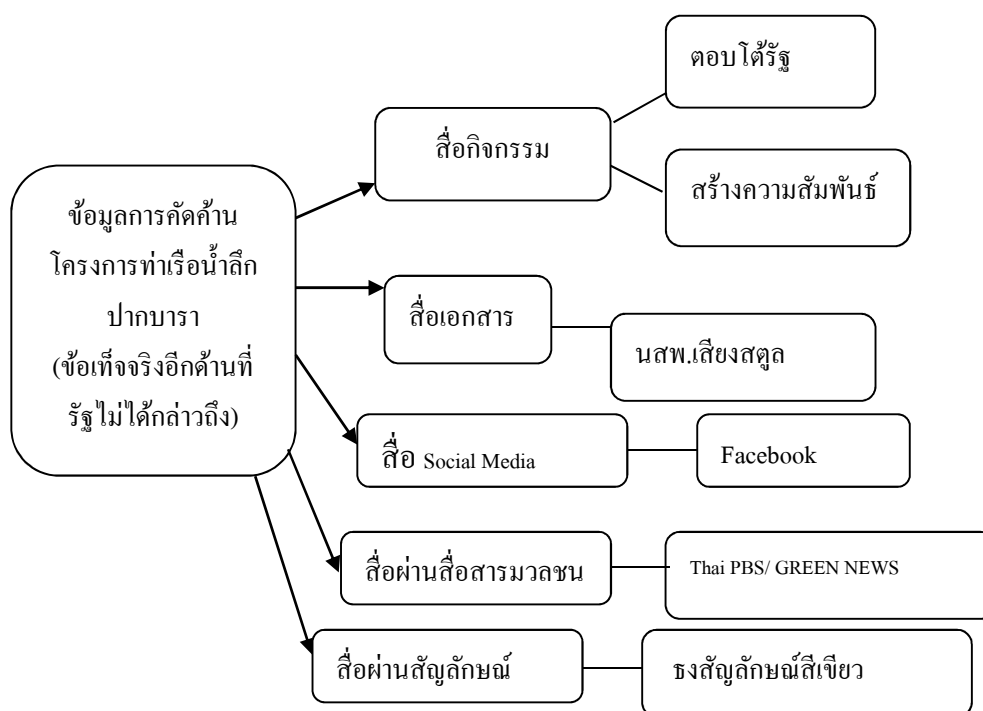 ข้อมูลการคัดค้าน
โครงการท่าเรือน้ำลึก
ปากบารา
(ข้อเท็จจริงอีกด้านที่
รัฐไม่ได้กล่าวถึง)
สื่อกิจกรรม
ตอบโต้รัฐ
สร้างความสัมพันธ์
สื่อเอกสาร
นสพ.เสียงสตูล
สื่อ Social Media
Facebook
สื่อผ่านสื่อสารมวลชน
Thai PBS/ GREEN NEWS
สื่อผ่านสัญลักษณ์
ธงสัญลักษณ์สีเขียว